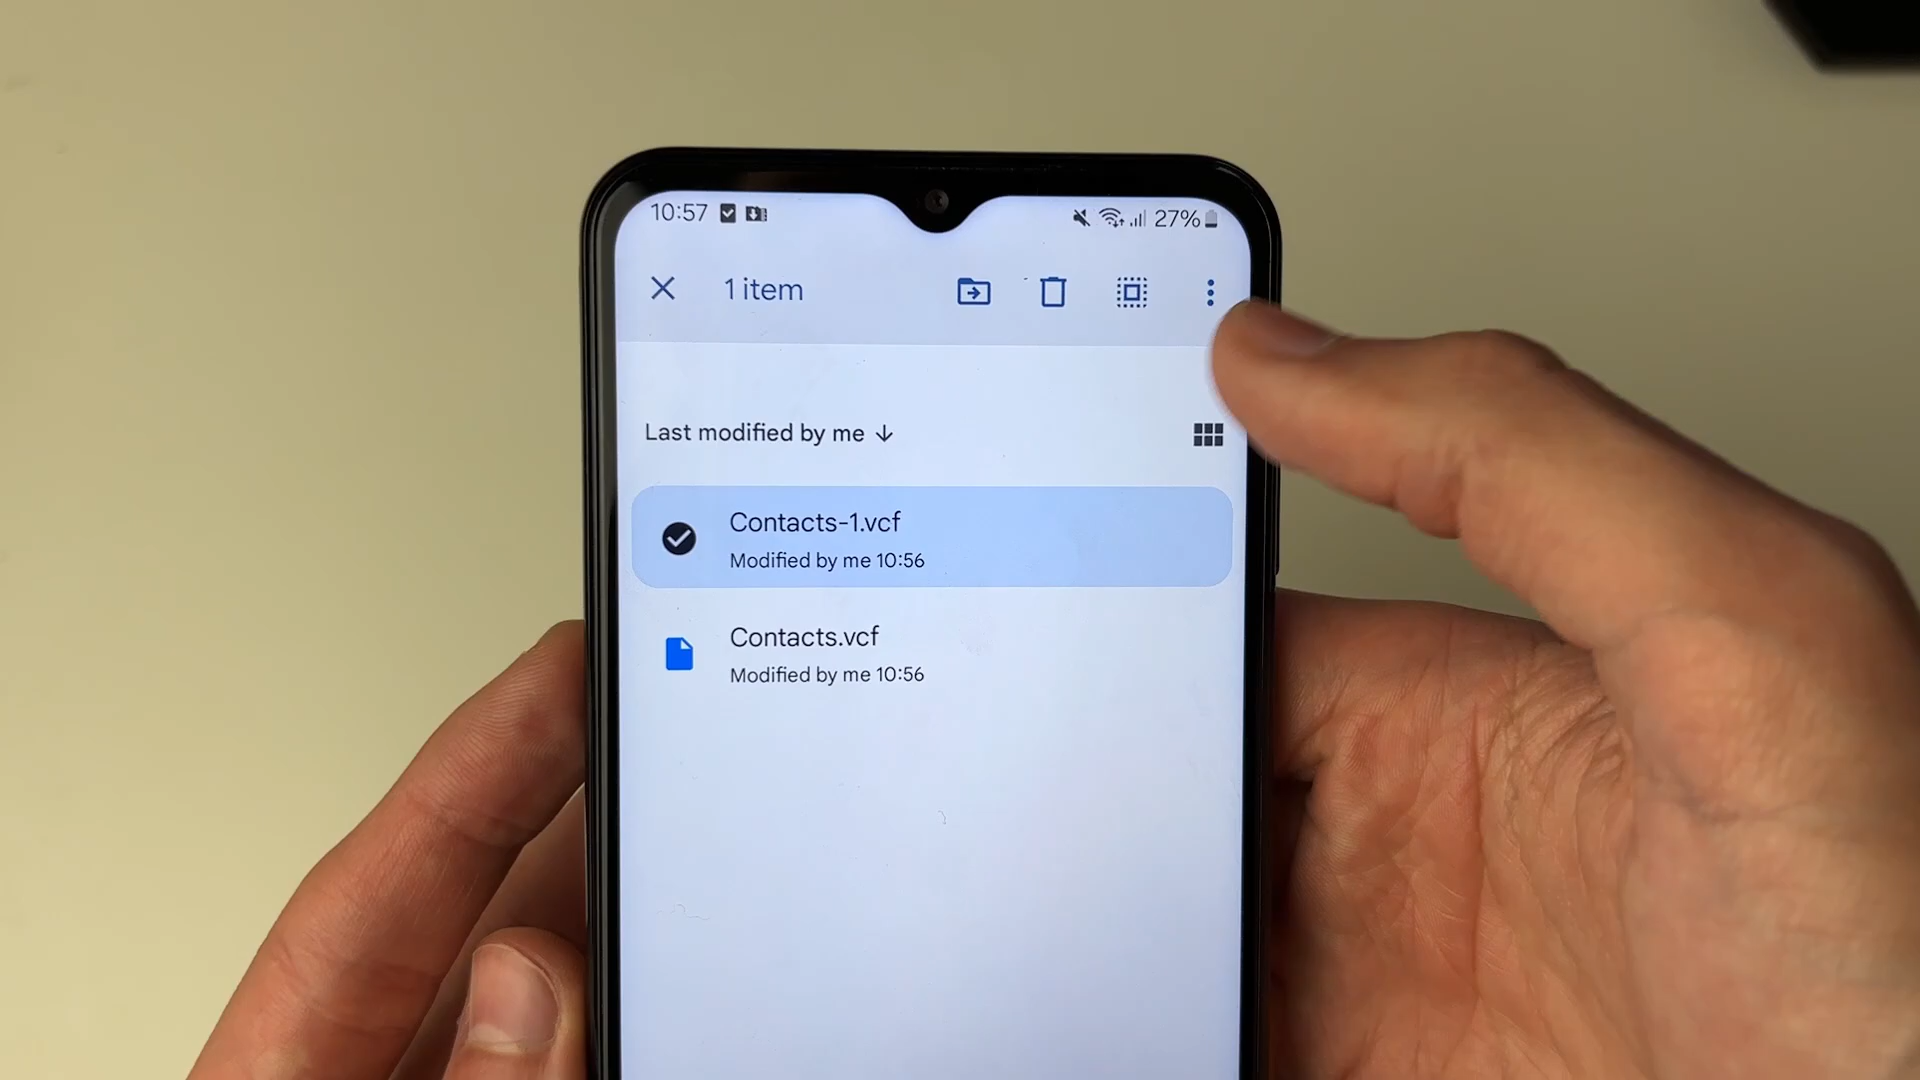 10:57 27%
1 item
Last modified by me
Contacts-1.vcf
Modified by me 10:56
Contacts.vcf
Modified by me 10:56